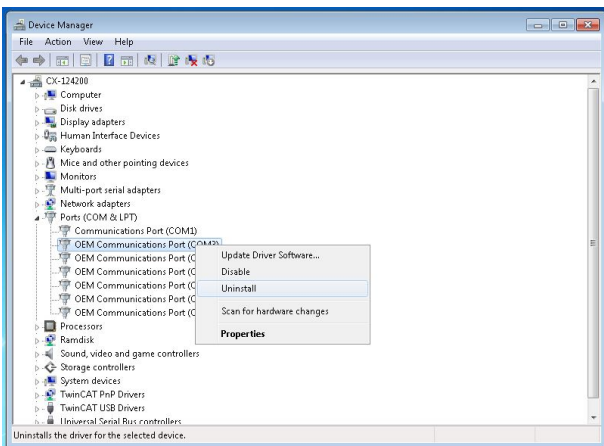 Device Manager
File Action View Help
CX-124200
Computer
Disk drives
Display adapters
Human Interface Devices
Keyboards
Mice and other pointing devices
Monitors
Multi-port serial adapters
Network adapters
Ports (COM & LPT)
Communications Port (COM1)
OEM Communications Port
OEM Communications Port (C
Update Driver Software...
OEM Communications Port (C
Disable
OEM Communications Port (C
Uninstall
OEM Communications Port (C
OEM Communications Port (C
Scan for hardware changes
Processors
Properties
Ramdisk
Sound, video and game controllers
Storage controllers
System devices
TwinCAT PnP Drivers
TwinCAT USB Drivers
Universal Serial Bus controllers
Uninstalls the driver for the selected device.